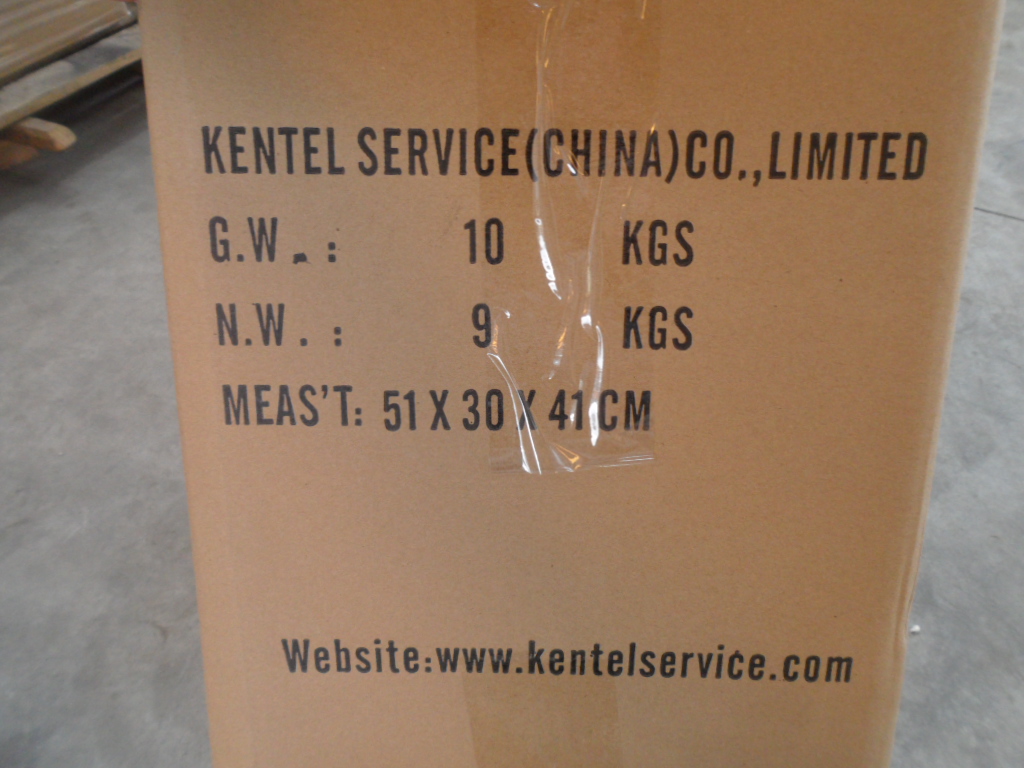 KENTEL SERVICE(CHINA)CO.,LIMITED
G.W.: 10 KGS
N.W.: 9 KGS
MEAS'T: 51 X 30 X 41 CM
Website:www.kentelservice.com